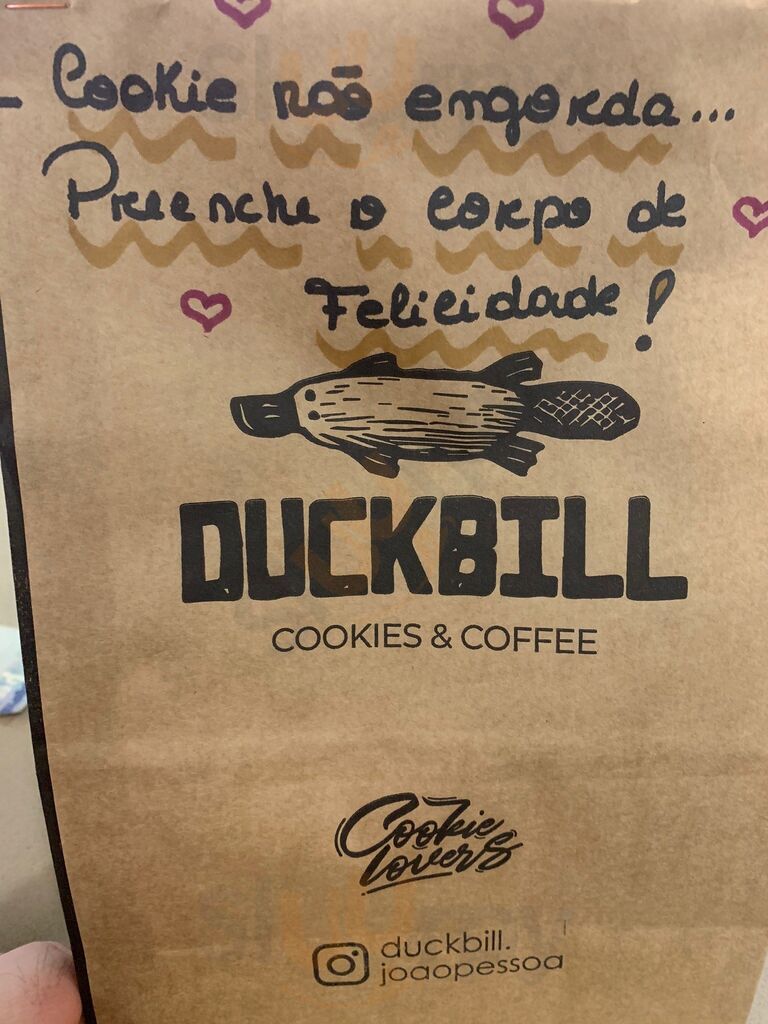 - Cookie não engorda...
Preenche o corpo de
Felicidade!
DUCKBILL
COOKIES & COFFEE
Cookie
lovers
duckbill.
joaopessoa